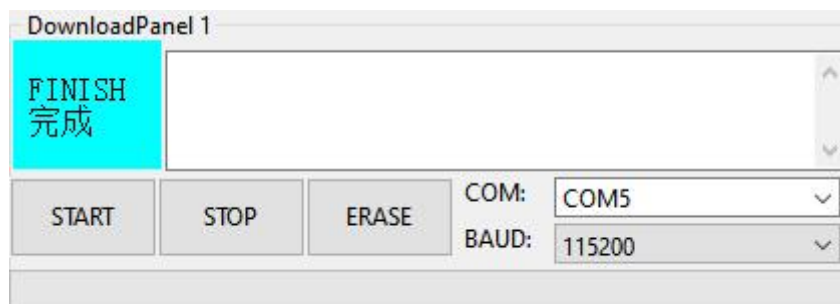 DownloadPanel 1
FINISH
完成
START STOP ERASE
COM: COM5
BAUD: 115200